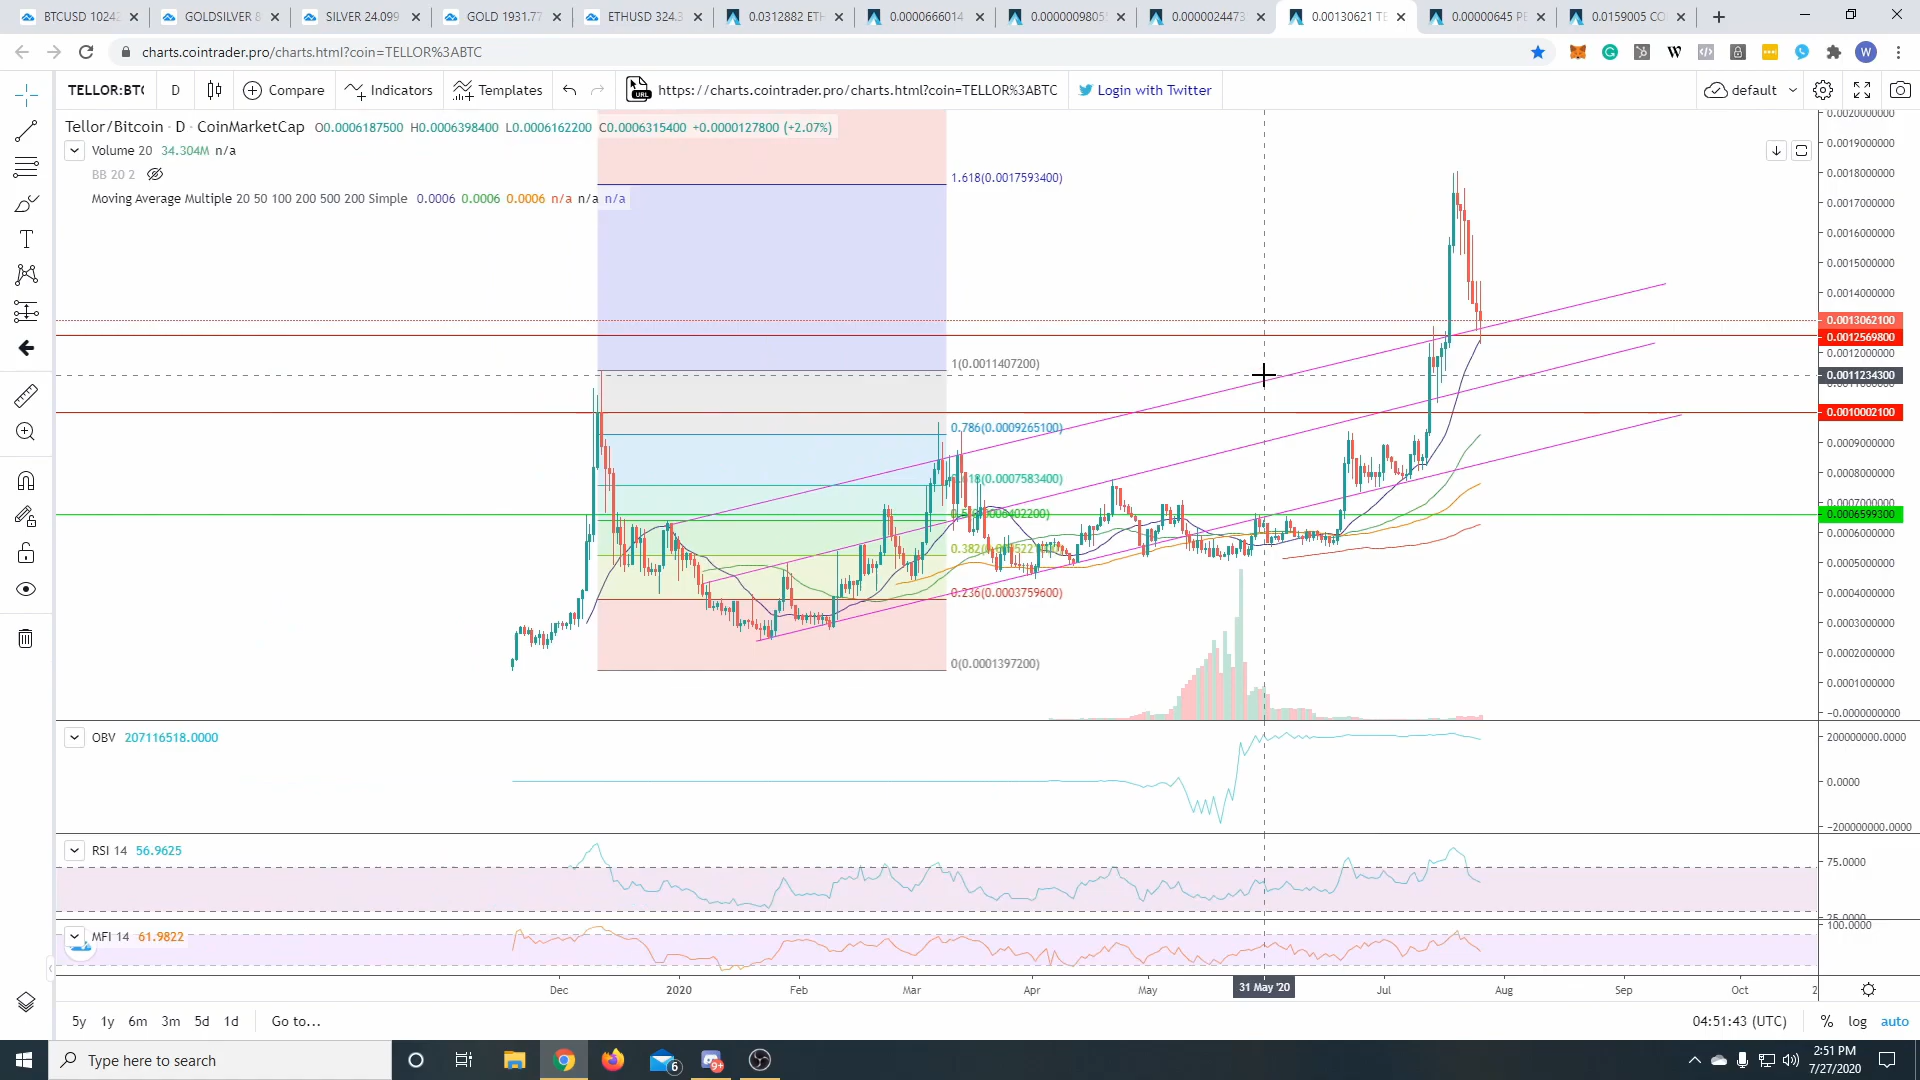 BTCUSD 1024
GOLDSILVER 8
SILVER 24.099
GOLD 1931.77
ETHUSD 324.3
0.0312882 ETH
0.0000666014
0.0000009805
0.0000024473
0.00130621 TE
0.00000645 PE
0.0159005 CO
charts.cointrader.pro/charts.html?coin=TELLOR%3ABTC
W
TELLOR:BTC D Compare Indicators Templates URL https://charts.cointrader.pro/charts.html?coin=TELLOR%3ABTC Login with Twitter default
Tellor/Bitcoin · D · CoinMarketCap O0.0006187500 H0.0006398400 L0.0006162200 C0.0006315400 +0.0000127800 (+2.07%)
Volume 20 34.304M n/a
BB 20 2
Moving Average Multiple 20 50 100 200 500 200 Simple 0.0006 0.0006 0.0006 n/a n/a n/a
1.618(0.0017593400)
1(0.0011407200)
0.786(0.0009265100)
0.236(0.0003759600)
0(0.0001397200)
0.0020000000
0.0019000000
0.0018000000
0.0017000000
0.0016000000
0.0015000000
0.0014000000
0.0013062100
0.0012569800
0.0012000000
0.0011234300
0.0010002100
0.0009000000
0.0008000000
0.0007000000
0.0006599300
0.0006000000
0.0005000000
0.0004000000
0.0003000000
0.0002000000
0.0001000000
-0.0000000000
OBV 207116518.0000
200000000.0000
0.0000
-200000000.0000
RSI 14 56.9625
75.0000
25.0000
MFI 14 61.9822
100.0000
Dec 2020 Feb Mar Apr May 31 May '20 Jul Aug Sep Oct 2
5y 1y 6m 3m 5d 1d Go to...
04:51:43 (UTC) % log auto
Type here to search
6
9+
2:51 PM
7/27/2020